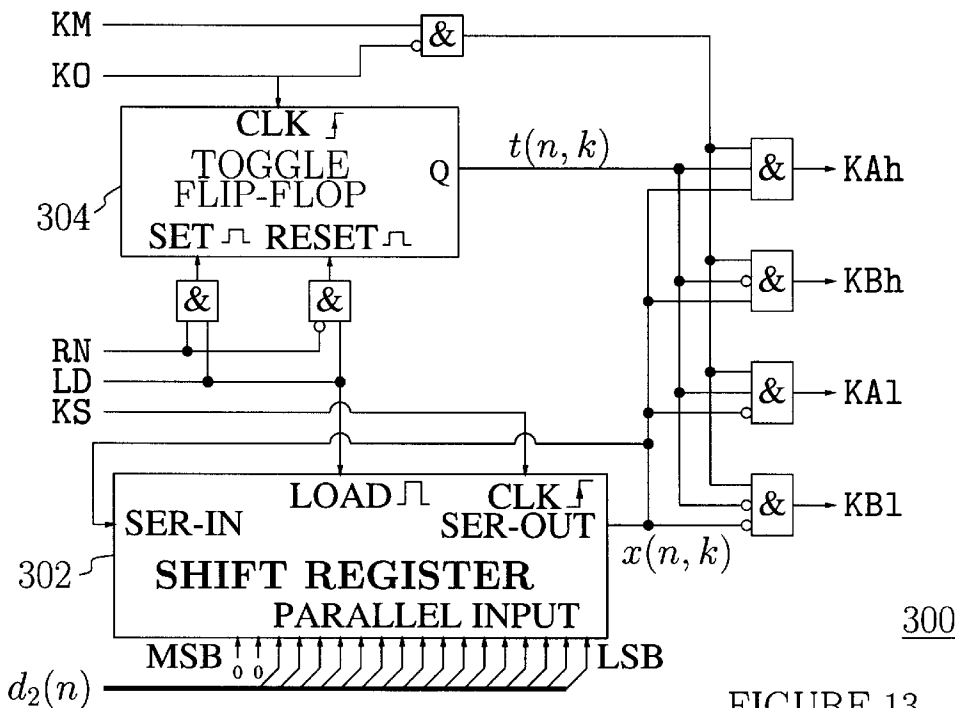 KM
&
KO
CLK
TOGGLE
FLIP-FLOP
Q
t(n, k)
& KAh
304
SET RESET
& &
& KBh
RN
LD
KS
& KAl
LOAD CLK
SER-IN SER-OUT
& KBl
x(n, k)
302
SHIFT REGISTER
PARALLEL INPUT
300
MSB 0 0 LSB
d2(n)
FIGURE 13